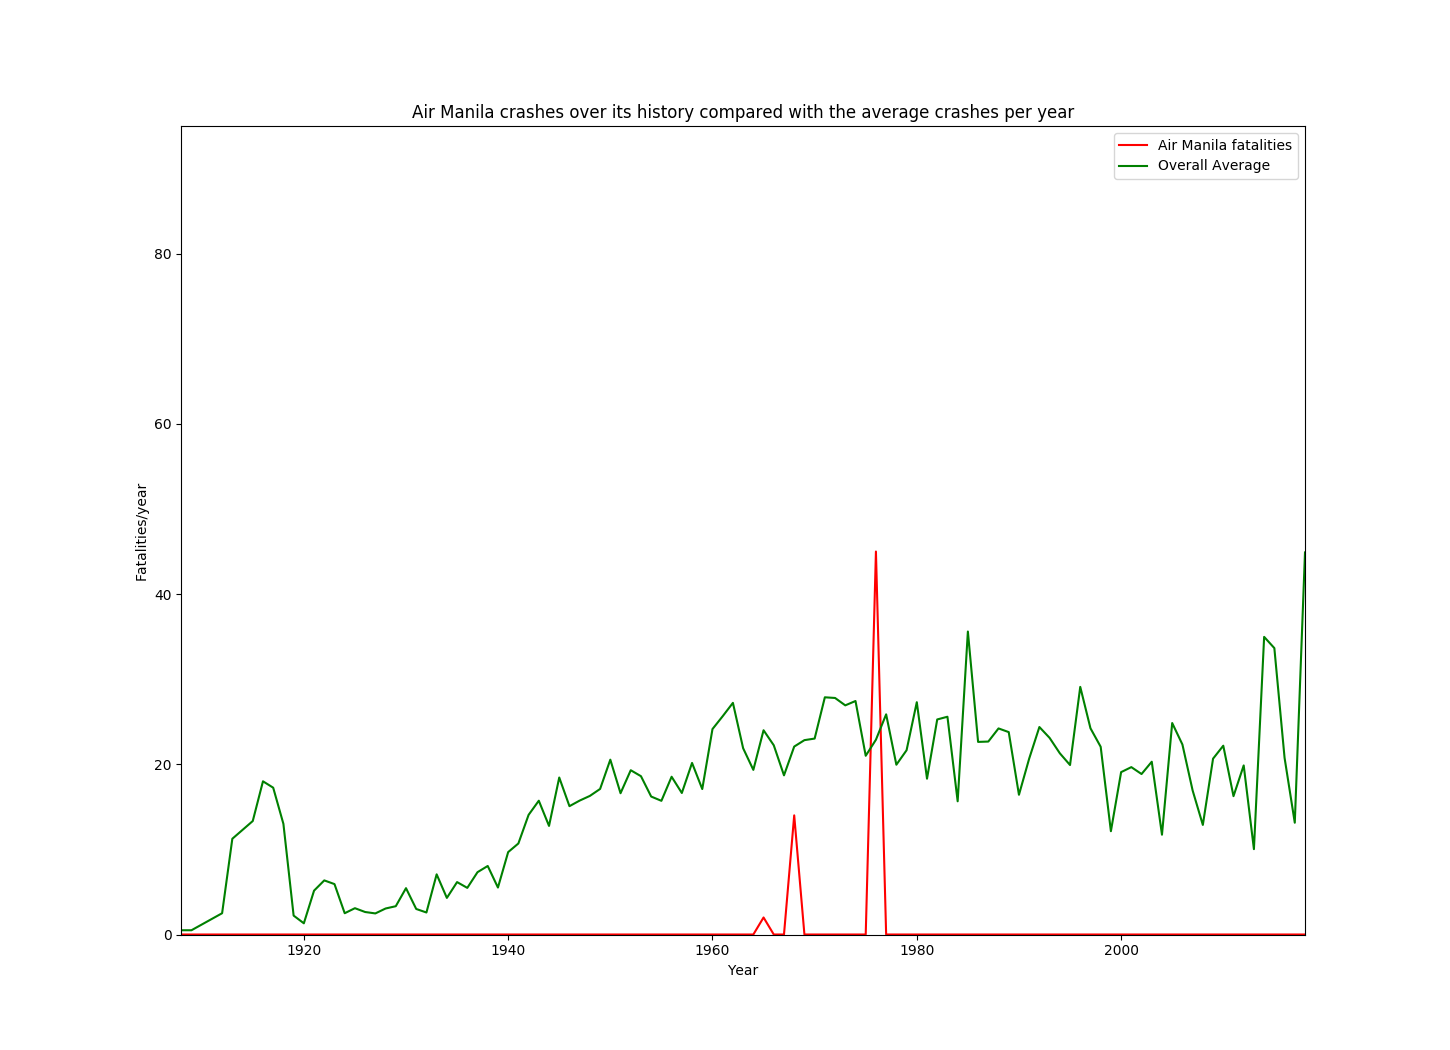 Air Manila crashes over its history compared with the average crashes per year
Air Manila fatalities
Overall Average
80
60
40
20
0
Fatalities/year
1920 1940 1960 1980 2000
Year